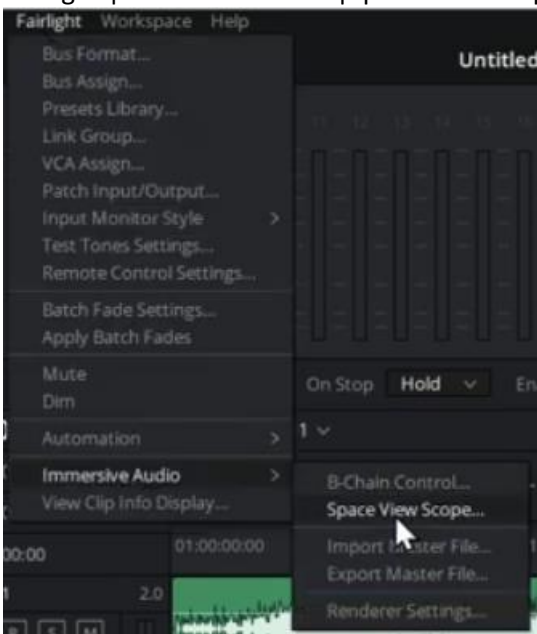 Fairlight Workspace Help
Bus Format...
Untitled
Bus Assign...
Presets Library...
Link Group...
VCA Assign...
Patch Input/Output...
Input Monitor Style >
Test Tones Settings...
Remote Control Settings...
Batch Fade Settings...
Apply Batch Fades
Mute
Dim
On Stop Hold
Automation >
1
Immersive Audio >
View Clip Info Display...
B-Chain Control...
Space View Scope...
Import Master File...
Export Master File...
Renderer Settings...
00:00
01:00:00:00
2.0
R S M